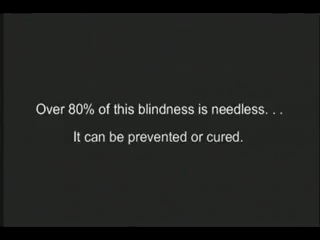 Over 80% of this blindness is needless. . .
It can be prevented or cured.